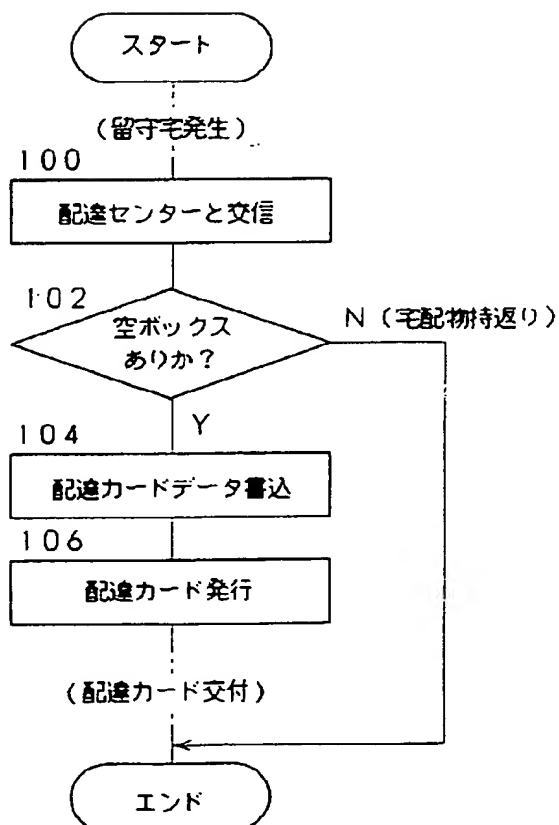 スタート
(留守宅発生)
100
配達センターと交信
102
空ボックス
ありか?
N (宅配物持返り)
Y
104
配達カードデータ書込
106
配達カード発行
(配達カード交付)
エンド